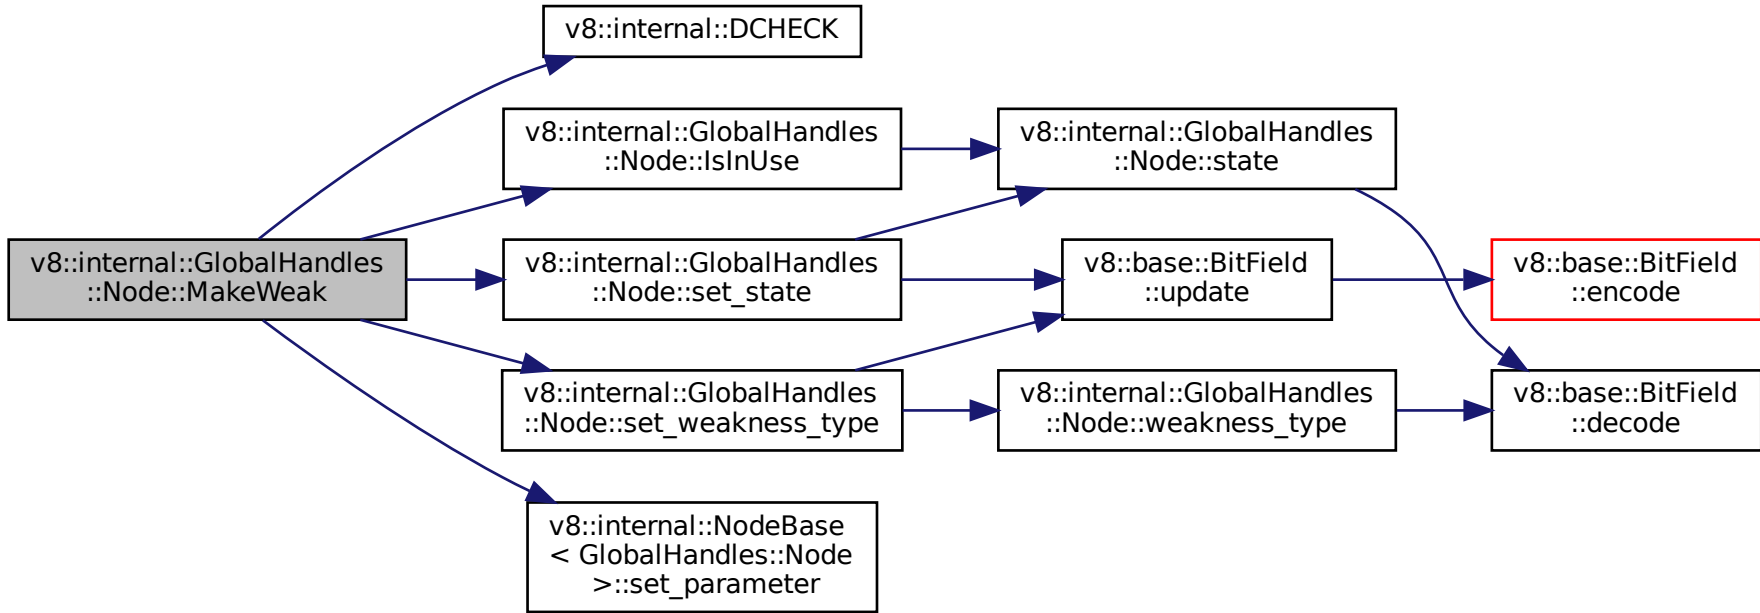 v8::internal::DCHECK
v8::internal::GlobalHandles
::Node::IsInUse
v8::internal::GlobalHandles
::Node::state
v8::internal::GlobalHandles
::Node::MakeWeak
v8::internal::GlobalHandles
::Node::set_state
v8::base::BitField
::update
v8::base::BitField
::encode
v8::internal::GlobalHandles
::Node::set_weakness_type
v8::internal::GlobalHandles
::Node::weakness_type
v8::base::BitField
::decode
v8::internal::NodeBase
< GlobalHandles::Node
>::set_parameter